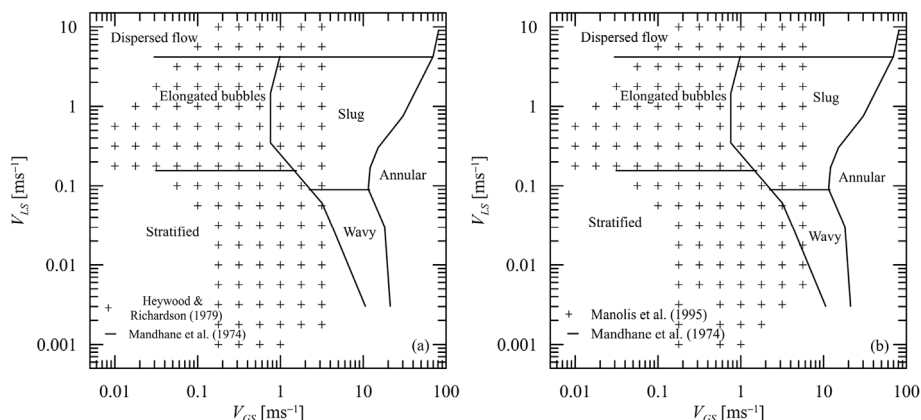 10
1
0.1
0.01
0.001
V_LS [ms⁻¹]
Dispersed flow
Elongated bubbles
Slug
Annular
Stratified
Wavy
+ Heywood &
Richardson (1979)
— Mandhane et al. (1974)
(a)
0.01 0.1 1 10 100
V_GS [ms⁻¹]
10
1
0.1
0.01
0.001
V_LS [ms⁻¹]
Dispersed flow
Elongated bubbles
Slug
Annular
Stratified
Wavy
+ Manolis et al. (1995)
— Mandhane et al. (1974)
(b)
0.01 0.1 1 10 100
V_GS [ms⁻¹]